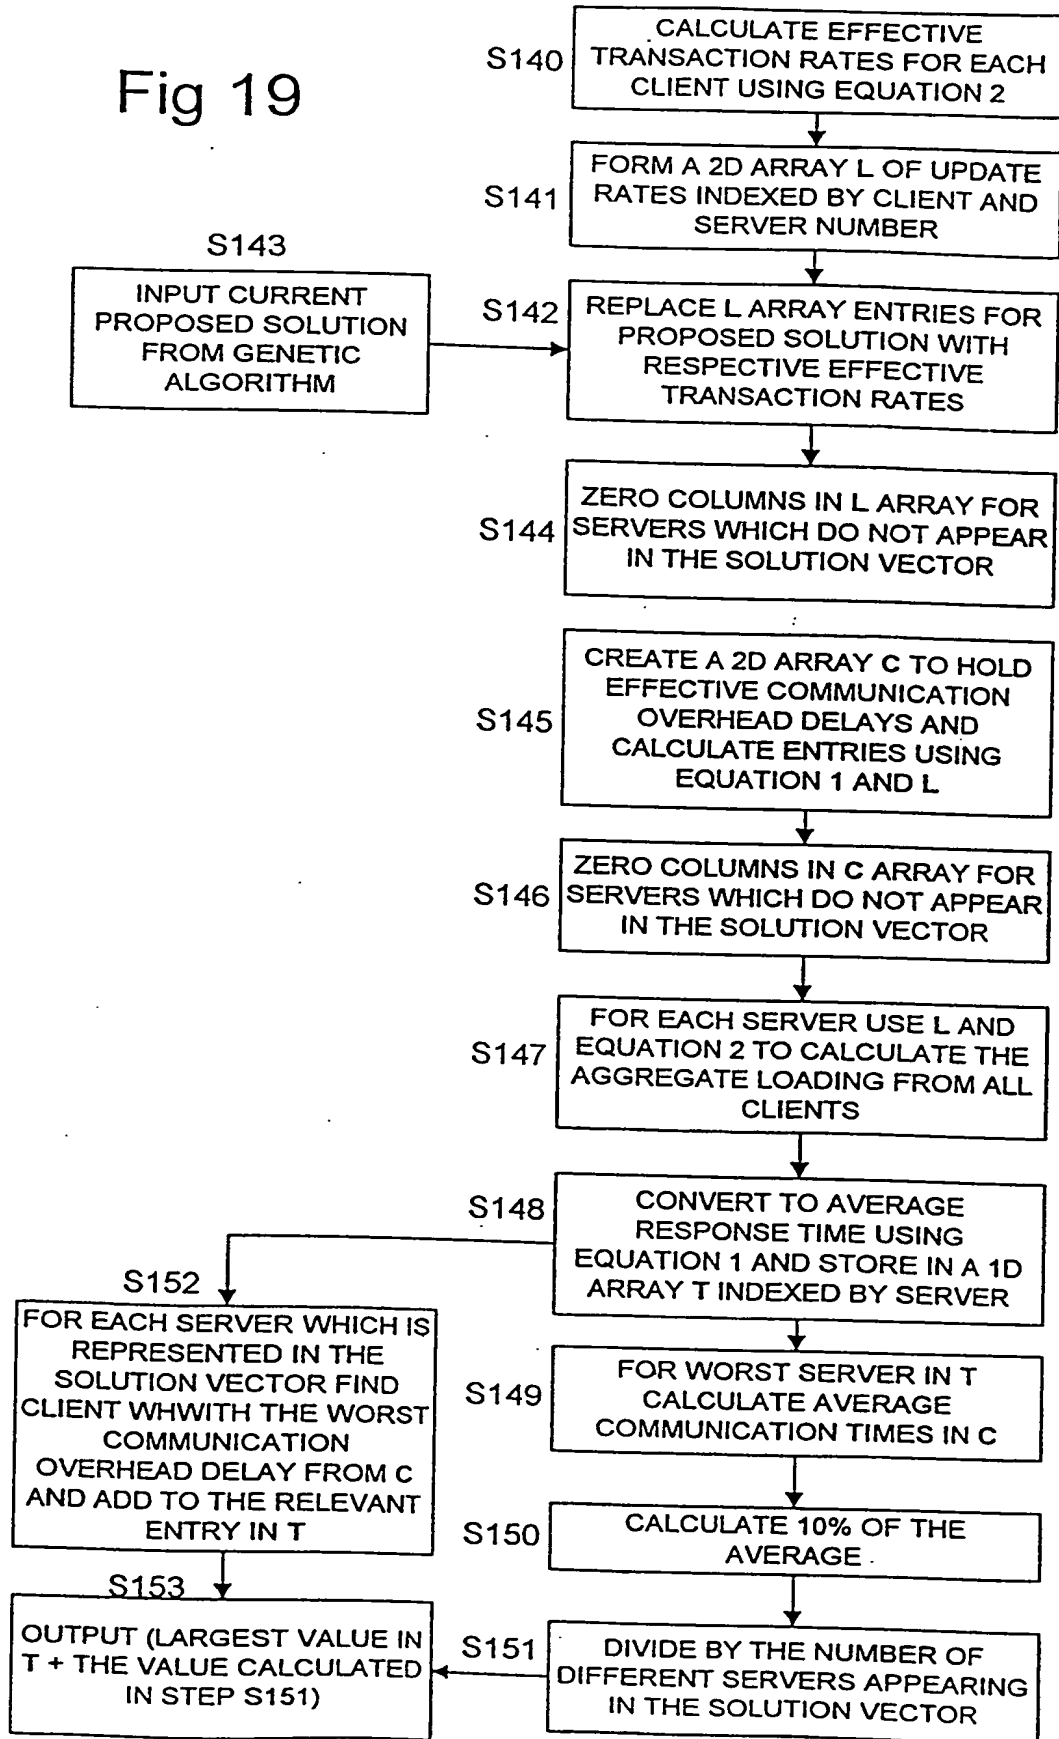 Fig 19
S140
CALCULATE EFFECTIVE
TRANSACTION RATES FOR EACH
CLIENT USING EQUATION 2
S141
FORM A 2D ARRAY L OF UPDATE
RATES INDEXED BY CLIENT AND
SERVER NUMBER
S143
INPUT CURRENT
PROPOSED SOLUTION
FROM GENETIC
ALGORITHM
S142
REPLACE L ARRAY ENTRIES FOR
PROPOSED SOLUTION WITH
RESPECTIVE EFFECTIVE
TRANSACTION RATES
S144
ZERO COLUMNS IN L ARRAY FOR
SERVERS WHICH DO NOT APPEAR
IN THE SOLUTION VECTOR
S145
CREATE A 2D ARRAY C TO HOLD
EFFECTIVE COMMUNICATION
OVERHEAD DELAYS AND
CALCULATE ENTRIES USING
EQUATION 1 AND L
S146
ZERO COLUMNS IN C ARRAY FOR
SERVERS WHICH DO NOT APPEAR
IN THE SOLUTION VECTOR
S147
FOR EACH SERVER USE L AND
EQUATION 2 TO CALCULATE THE
AGGREGATE LOADING FROM ALL
CLIENTS
S148
CONVERT TO AVERAGE
RESPONSE TIME USING
EQUATION 1 AND STORE IN A 1D
ARRAY T INDEXED BY SERVER
S152
FOR EACH SERVER WHICH IS
REPRESENTED IN THE
SOLUTION VECTOR FIND
CLIENT WHWITH THE WORST
COMMUNICATION
OVERHEAD DELAY FROM C
AND ADD TO THE RELEVANT
ENTRY IN T
S149
FOR WORST SERVER IN T
CALCULATE AVERAGE
COMMUNICATION TIMES IN C
S150
CALCULATE 10% OF THE
AVERAGE
S153
OUTPUT (LARGEST VALUE IN
T + THE VALUE CALCULATED
IN STEP S151)
S151
DIVIDE BY THE NUMBER OF
DIFFERENT SERVERS APPEARING
IN THE SOLUTION VECTOR